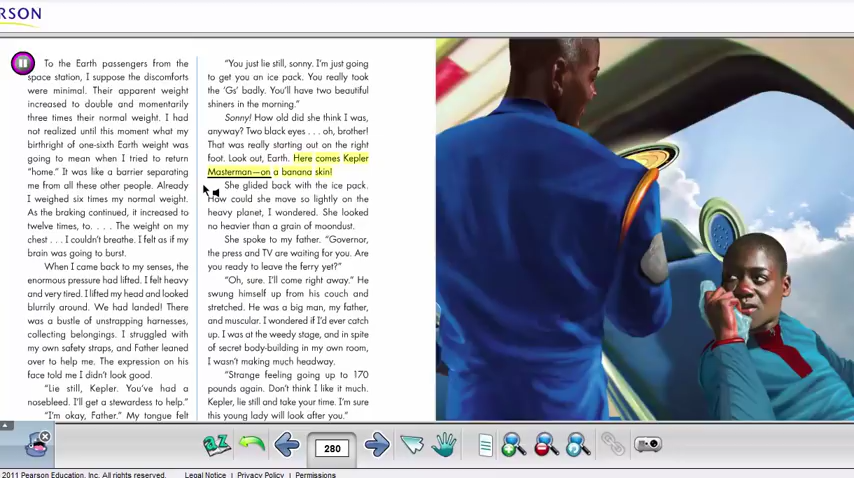 RSON
To the Earth passengers from the
space station, I suppose the discomforts
were minimal. Their apparent weight
increased to double and momentarily
three times their normal weight. I had
not realized until this moment what my
birthright of one-sixth Earth weight was
going to mean when I tried to return
“home.” It was like a barrier separating
me from all these other people. Already
I weighed six times my normal weight.
As the braking continued, it increased to
twelve times, to. . . . The weight on my
chest . . . I couldn’t breathe. I felt as if my
brain was going to burst.
When I came back to my senses, the
enormous pressure had lifted. I felt heavy
and very tired. I lifted my head and looked
blurrily around. We had landed! There
was a bustle of unstrapping harnesses,
collecting belongings. I struggled with
my own safety straps, and Father leaned
over to help me. The expression on his
face told me I didn’t look good.
“Lie still, Kepler. You’ve had a
nosebleed. I’ll get a stewardess to help.”
“I’m okay, Father.” My tongue felt
“You just lie still, sonny. I’m just going
to get you an ice pack. You really took
the ‘Gs’ badly. You’ll have two beautiful
shiners in the morning.”
Sonny! How old did she think I was,
anyway? Two black eyes . . . oh, brother!
That was really starting out on the right
foot. Look out, Earth. Here comes Kepler
Masterman—on a banana skin!
She glided back with the ice pack.
How could she move so lightly on the
heavy planet, I wondered. She looked
no heavier than a grain of moondust.
She spoke to my father. “Governor,
the press and TV are waiting for you. Are
you ready to leave the ferry yet?”
“Oh, sure. I’ll come right away.” He
swung himself up from his couch and
stretched. He was a big man, my father,
and muscular. I wondered if I’d ever catch
up. I was at the weedy stage, and in spite
of secret body-building in my own room,
I wasn’t making much headway.
“Strange feeling going up to 170
pounds again. Don’t think I like it much.
Kepler, lie still and take your time. I’m sure
this young lady will look after you.”
az
280
2011 Pearson Education, Inc. All rights reserved. Legal Notice | Privacy Policy | Permissions